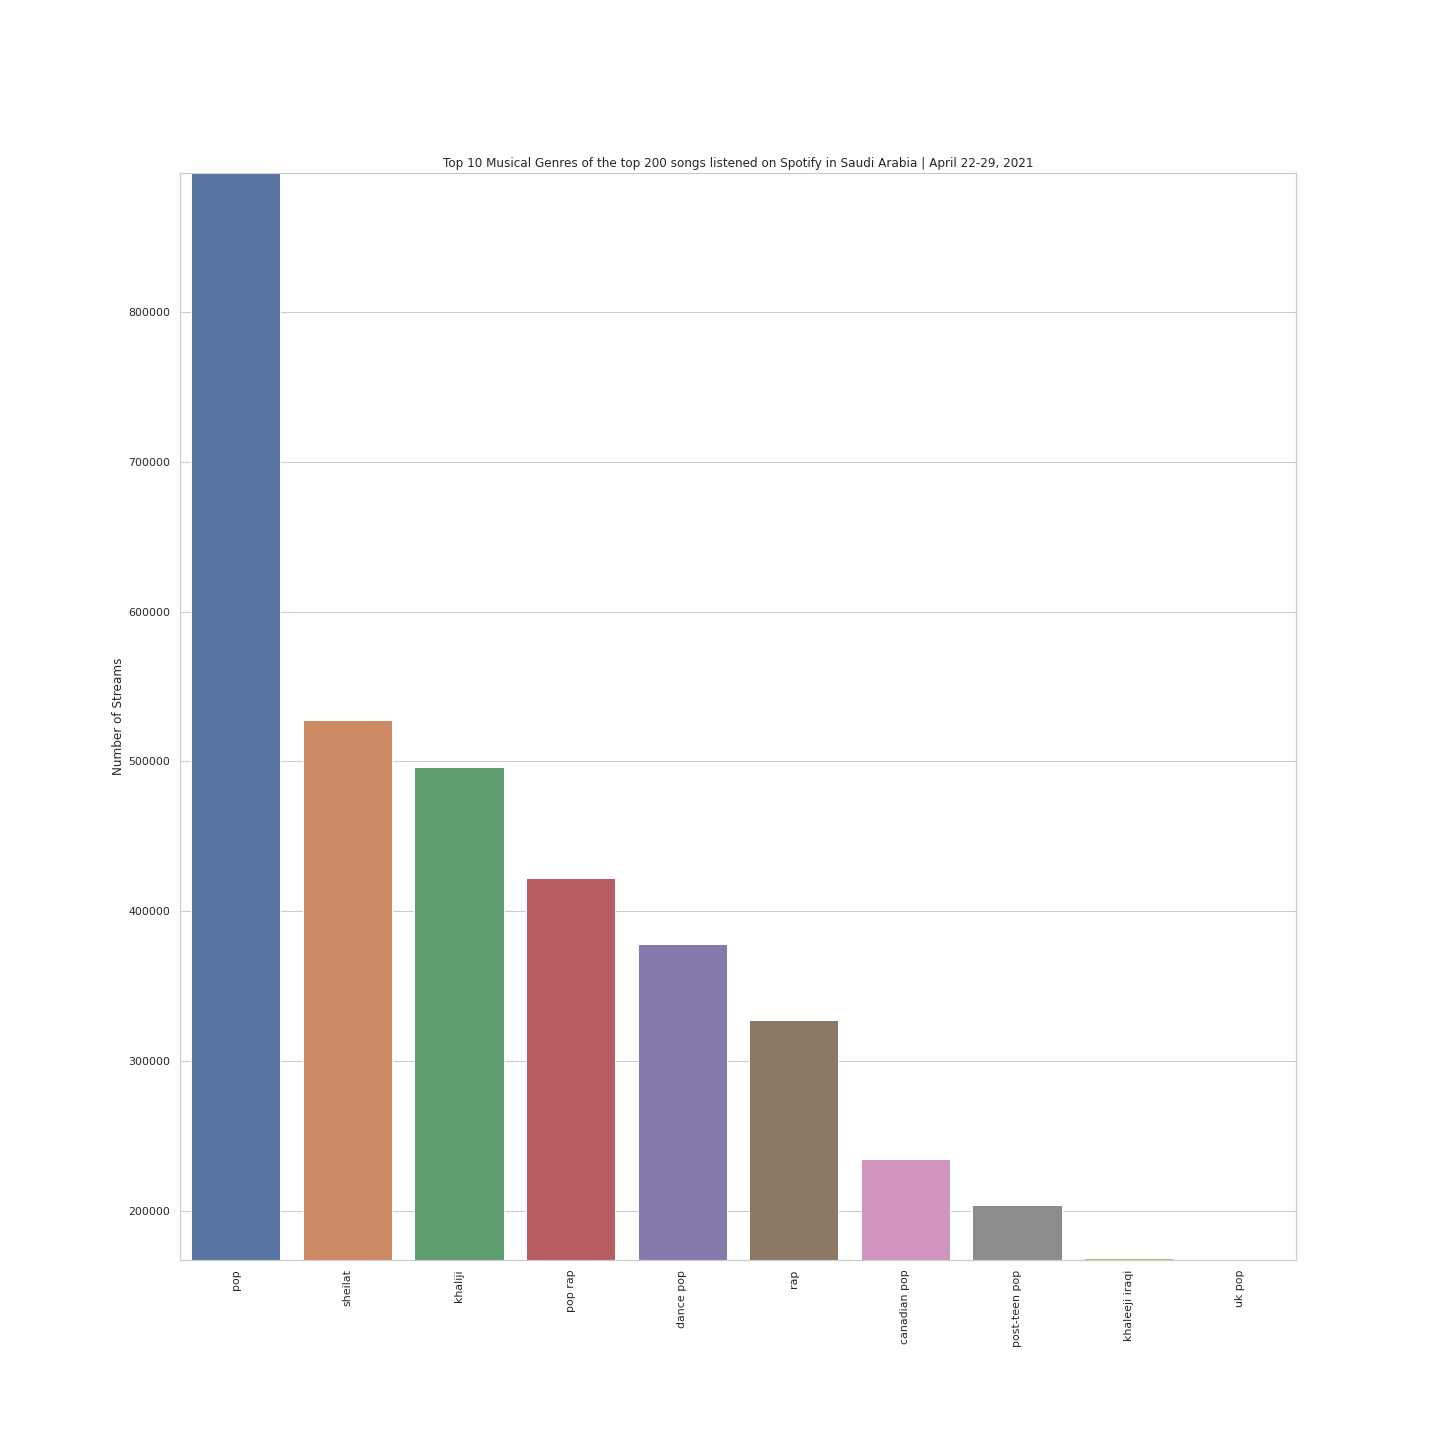 Top 10 Musical Genres of the top 200 songs listened on Spotify in Saudi Arabia | April 22-29, 2021
Number of Streams
800000
700000
600000
500000
400000
300000
200000
pop
sheilat
khaliji
pop rap
dance pop
rap
canadian pop
post-teen pop
khaleeji iraqi
uk pop